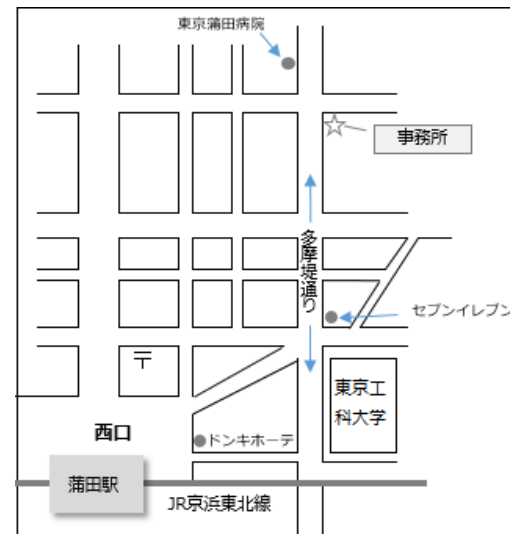 東京蒲田病院
事務所
多摩堤通り
セブンイレブン
〒
東京工
科大学
西口
ドンキホーテ
蒲田駅
JR京浜東北線